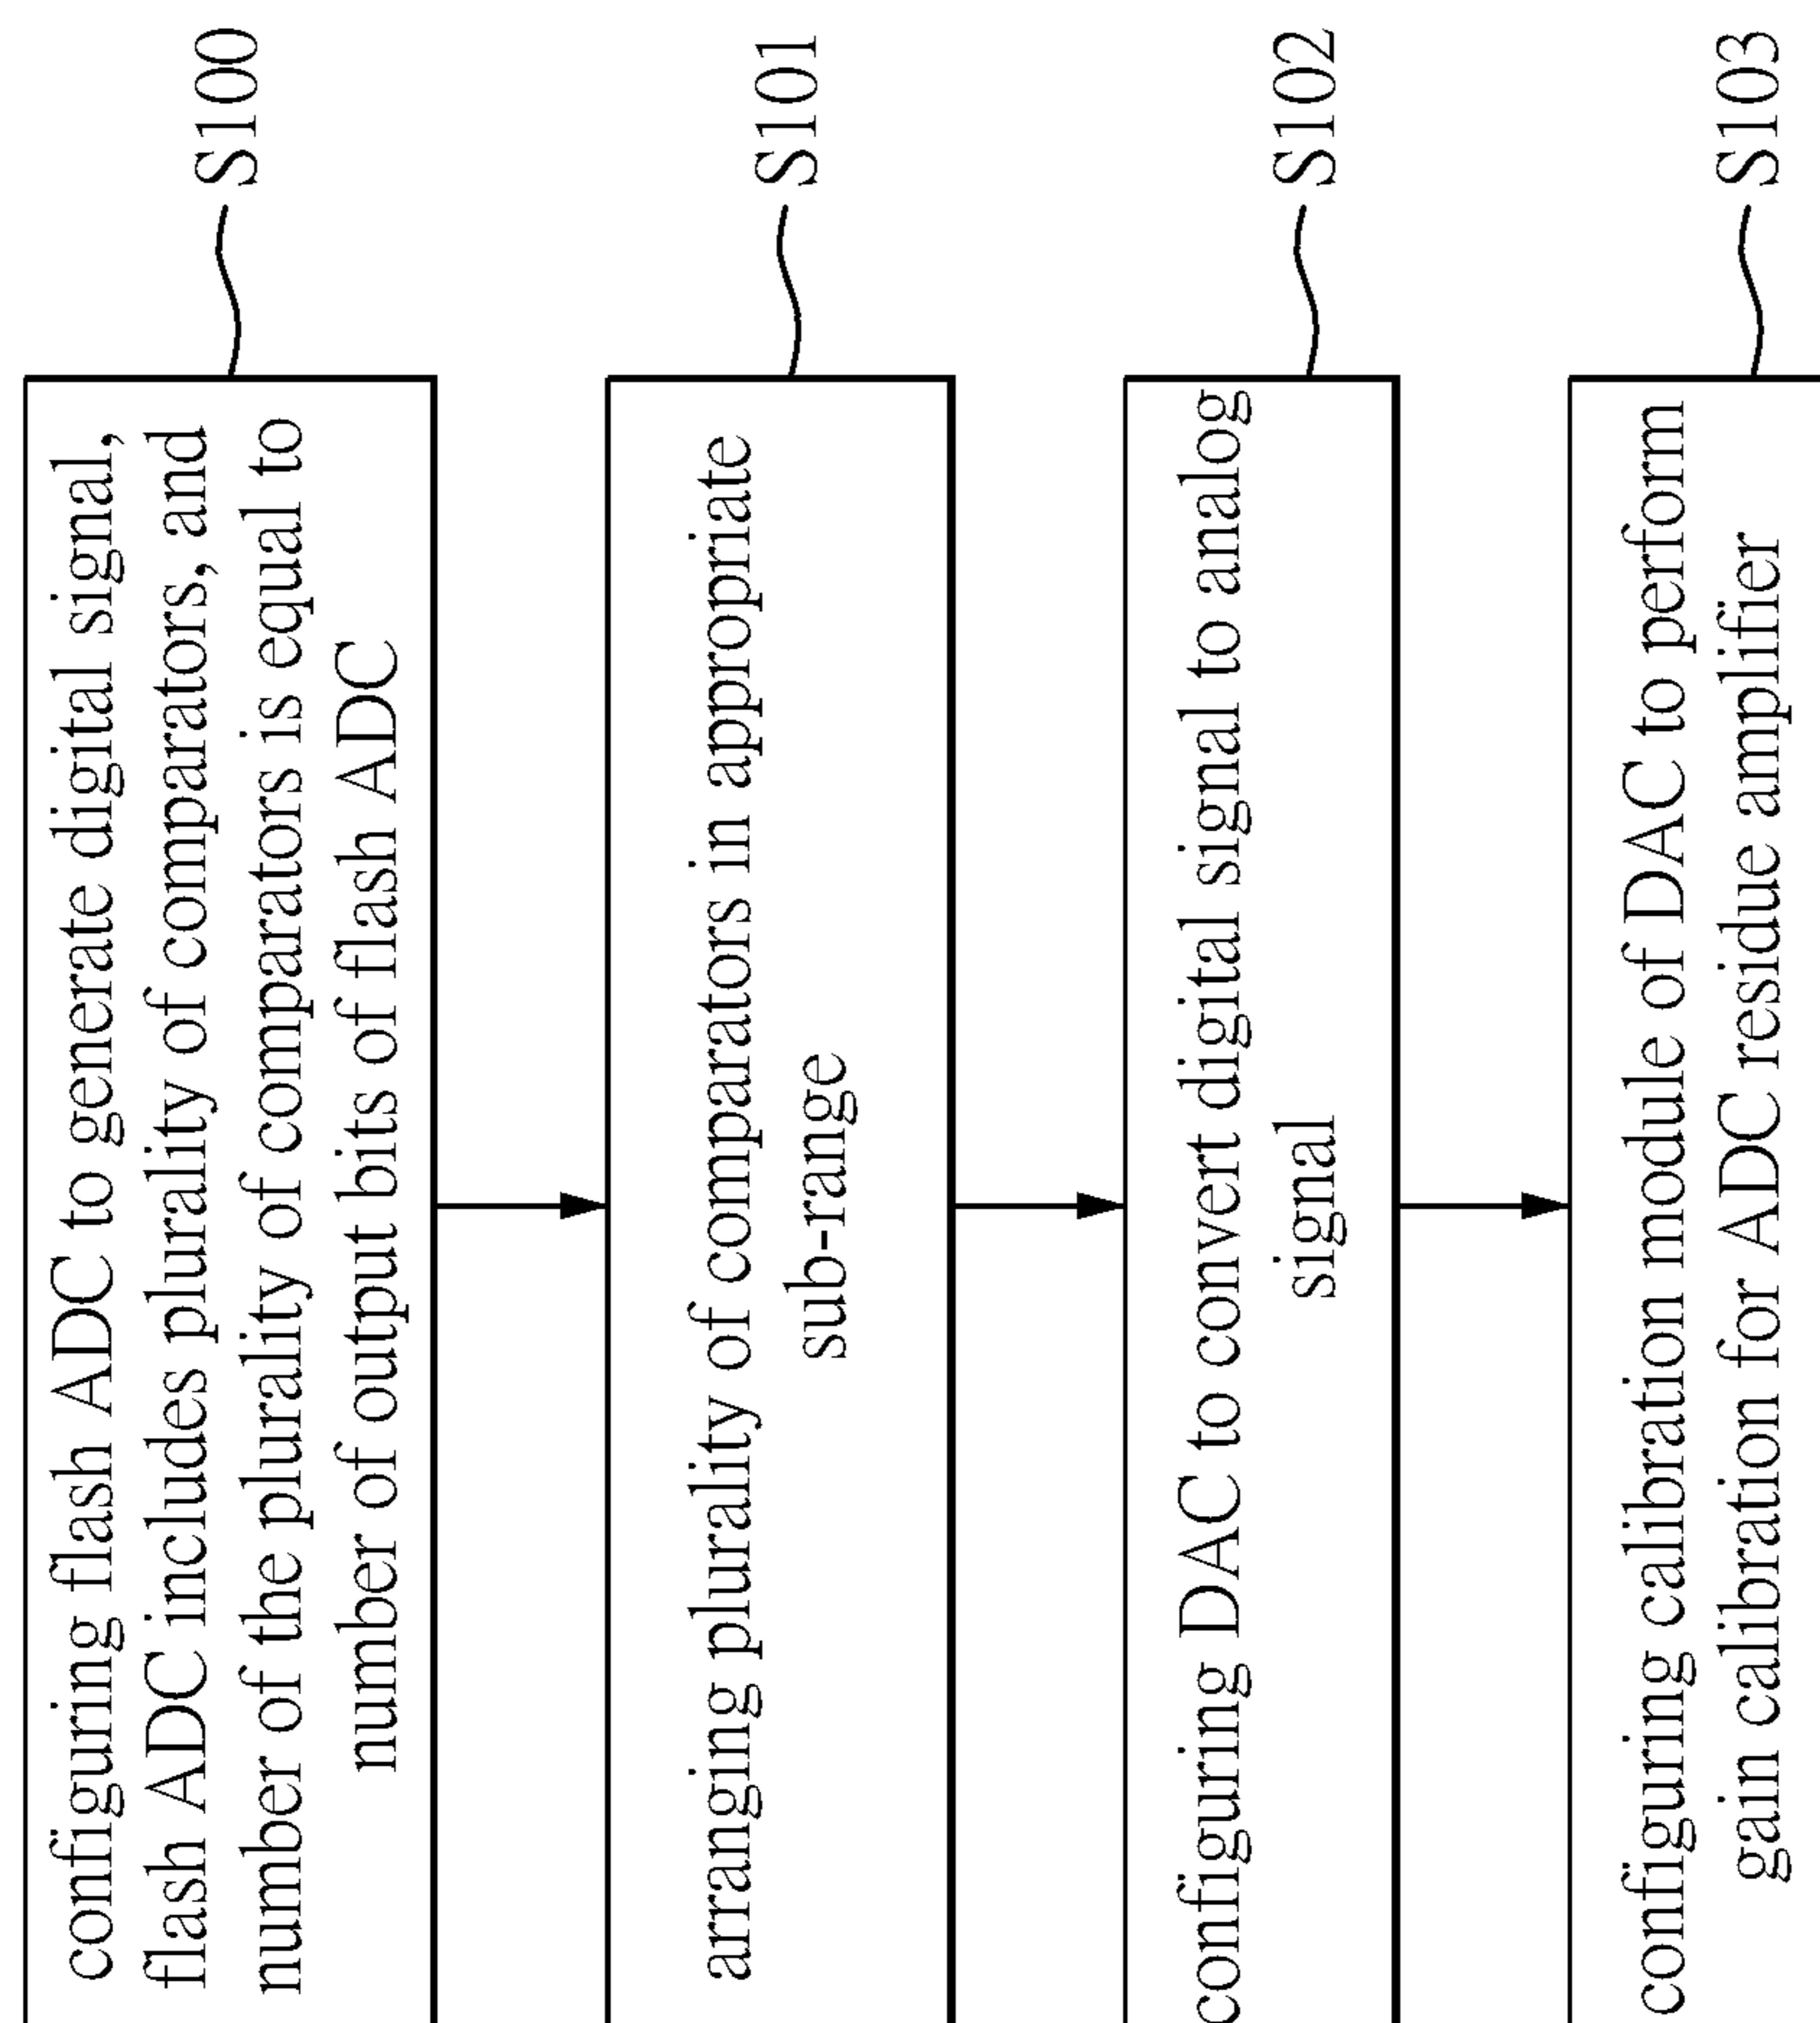 configuring flash ADC to generate digital signal,
flash ADC includes plurality of comparators, and
number of the plurality of comparators is equal to
number of output bits of flash ADC
S100
arranging plurality of comparators in appropriate
sub-range
S101
configuring DAC to convert digital signal to analog
signal
S102
configuring calibration module of DAC to perform
gain calibration for ADC residue amplifier
S103